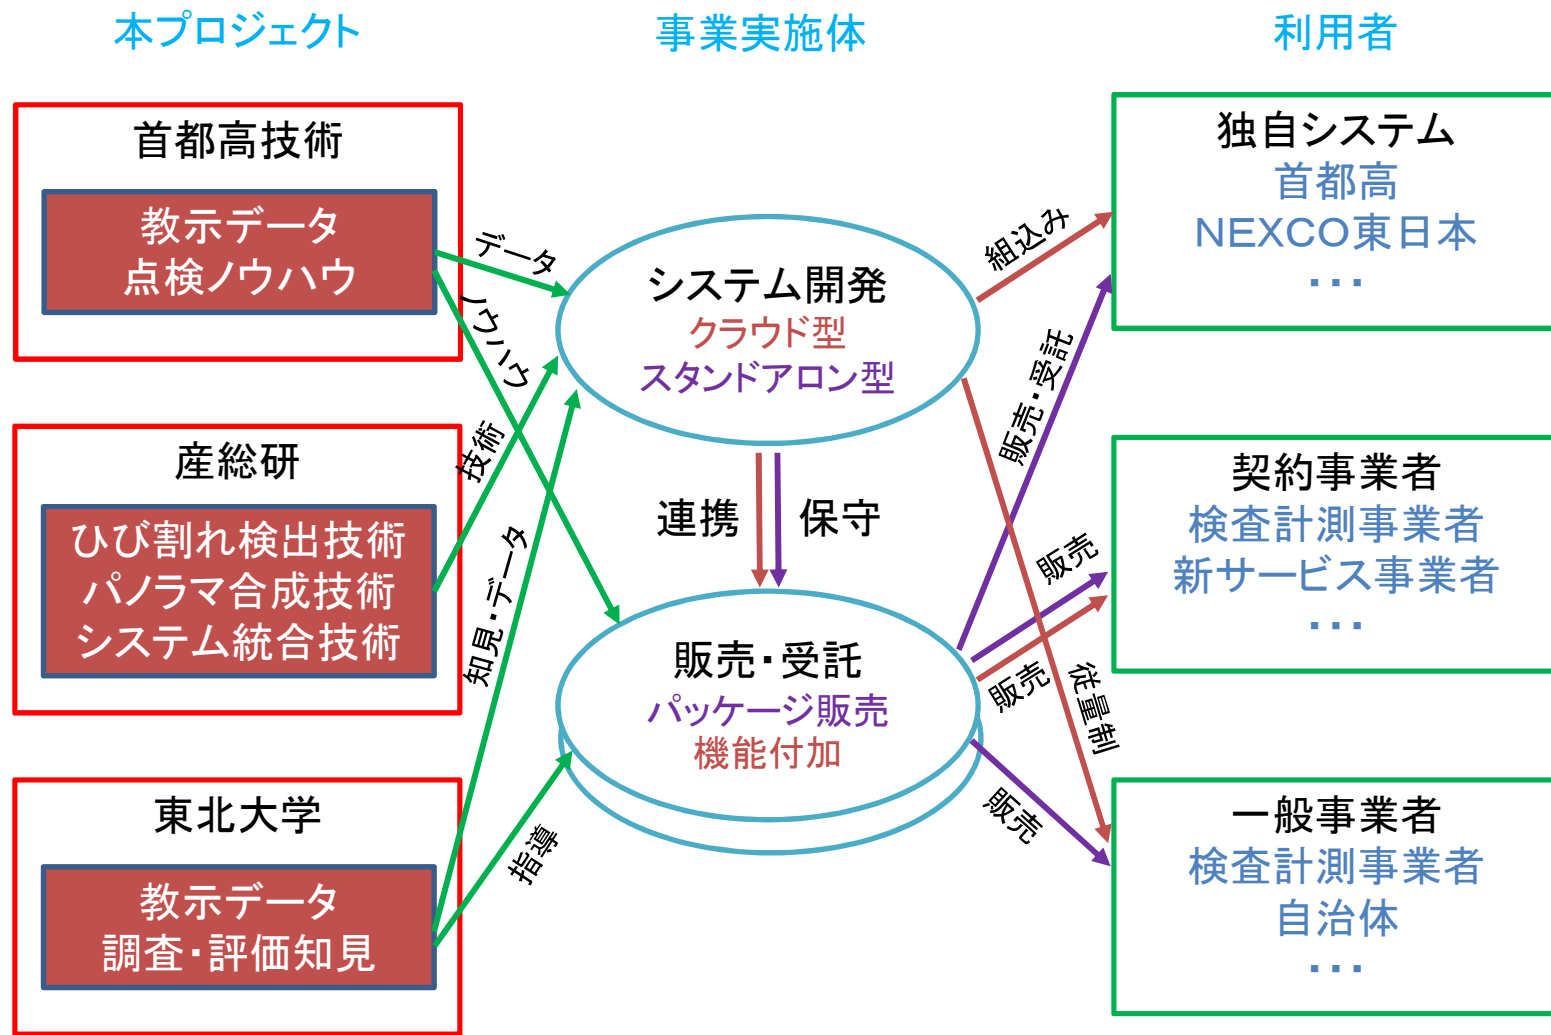 本プロジェクト
事業実施体
利用者
首都高技術
教示データ
点検ノウハウ
産総研
ひび割れ検出技術
パノラマ合成技術
システム統合技術
東北大学
教示データ
調査・評価知見
データ
ノウハウ
技術
知見・データ
指導
システム開発
クラウド型
スタンドアロン型
連携
保守
販売・受託
パッケージ販売
機能付加
組込み
販売・受託
販売
販売
従量制
販売
独自システム
首都高
NEXCO東日本
・・・
契約事業者
検査計測事業者
新サービス事業者
・・・
一般事業者
検査計測事業者
自治体
・・・